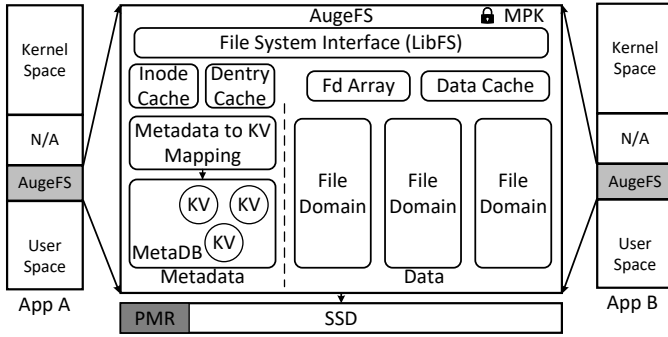 AugeFS
MPK
File System Interface (LibFS)
Inode
Cache
Dentry
Cache
Fd Array
Data Cache
Metadata to KV
Mapping
KV
KV
KV
MetaDB
Metadata
File
Domain
File
Domain
File
Domain
Data
Kernel
Space
N/A
AugeFS
User
Space
App A
Kernel
Space
N/A
AugeFS
User
Space
App B
PMR
SSD